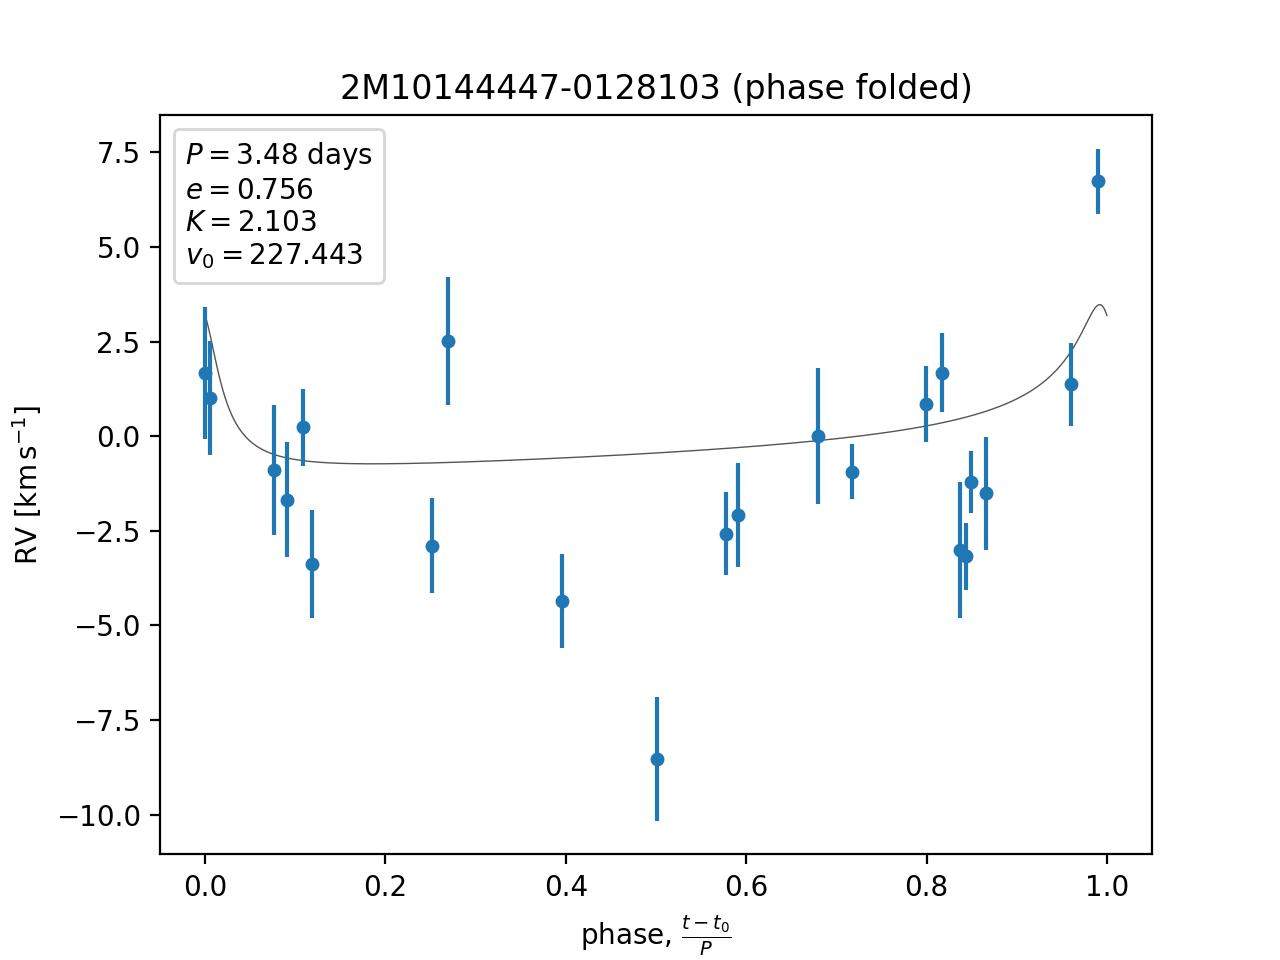 2M10144447-0128103 (phase folded)
P = 3.48 days
e = 0.756
K = 2.103
v₀ = 227.443
7.5
5.0
2.5
0.0
−2.5
−5.0
−7.5
−10.0
RV [km s⁻¹]
0.0 0.2 0.4 0.6 0.8 1.0
phase, (t − t₀)/P